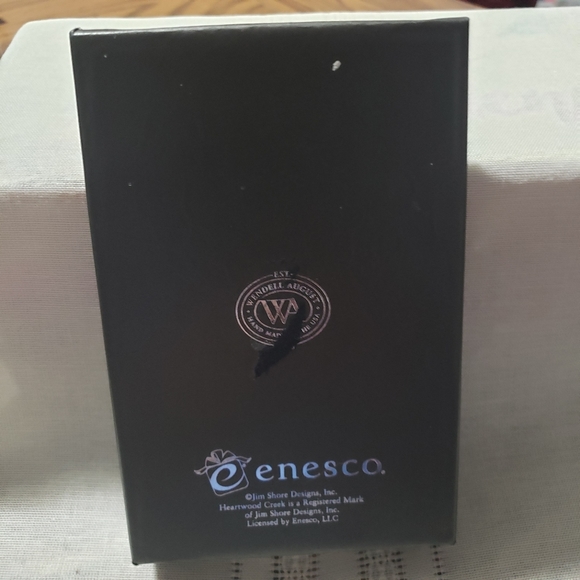 EST.
WENDELL AUGUST
WA
HAND MADE
USA
e enesco®
©Jim Shore Designs, Inc.
Heartwood Creek is a Registered Mark
of Jim Shore Designs, Inc.
Licensed by Enesco, LLC